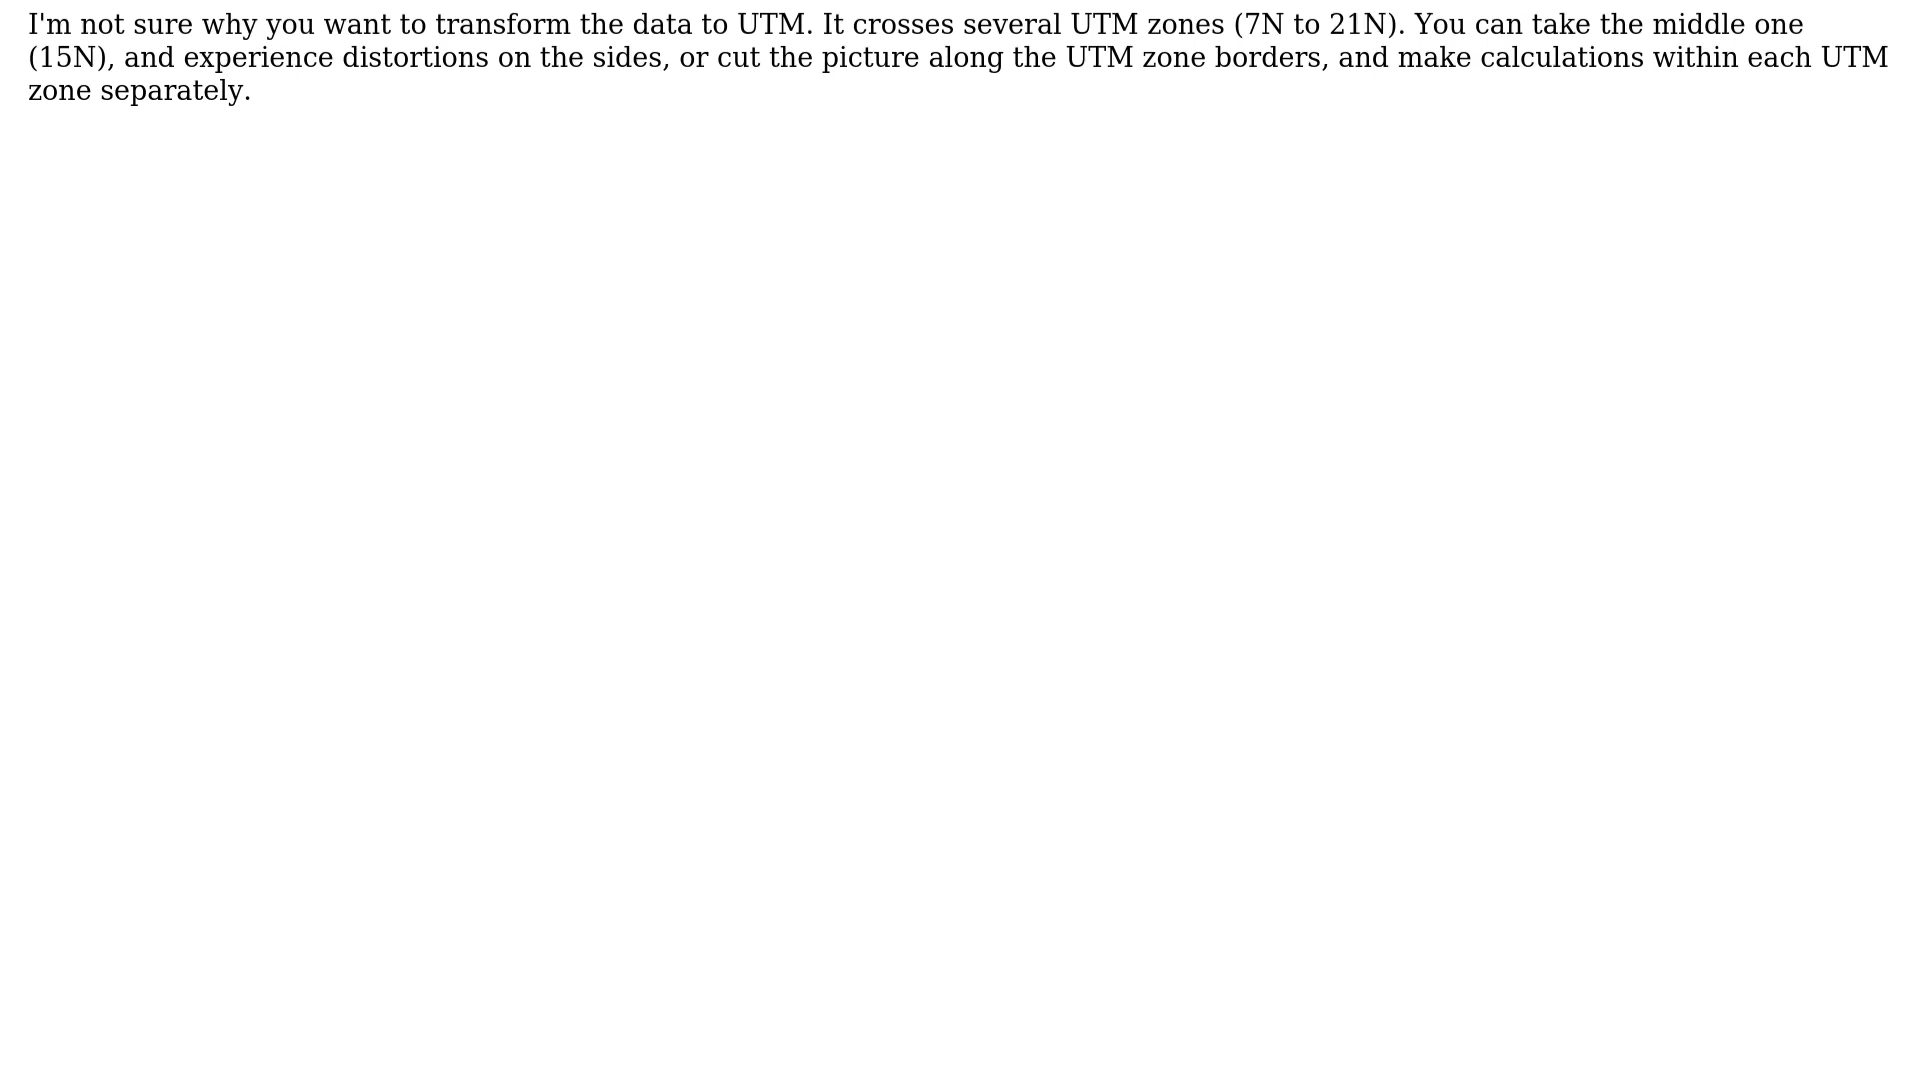 I'm not sure why you want to transform the data to UTM. It crosses several UTM zones (7N to 21N). You can take the middle one
(15N), and experience distortions on the sides, or cut the picture along the UTM zone borders, and make calculations within each UTM
zone separately.